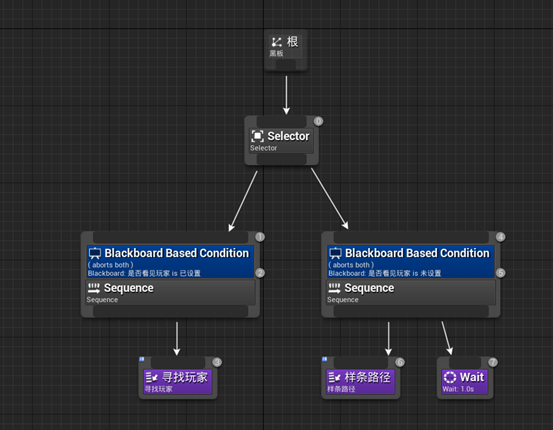 根
黑板
0
Selector
Selector
1
4
Blackboard Based Condition
( aborts both )
Blackboard: 是否看见玩家 is 已设置
2
Sequence
Sequence
Blackboard Based Condition
( aborts both )
Blackboard: 是否看见玩家 is 未设置
5
Sequence
Sequence
3
寻找玩家
寻找玩家
6
样条路径
样条路径
7
Wait
Wait: 1.0s